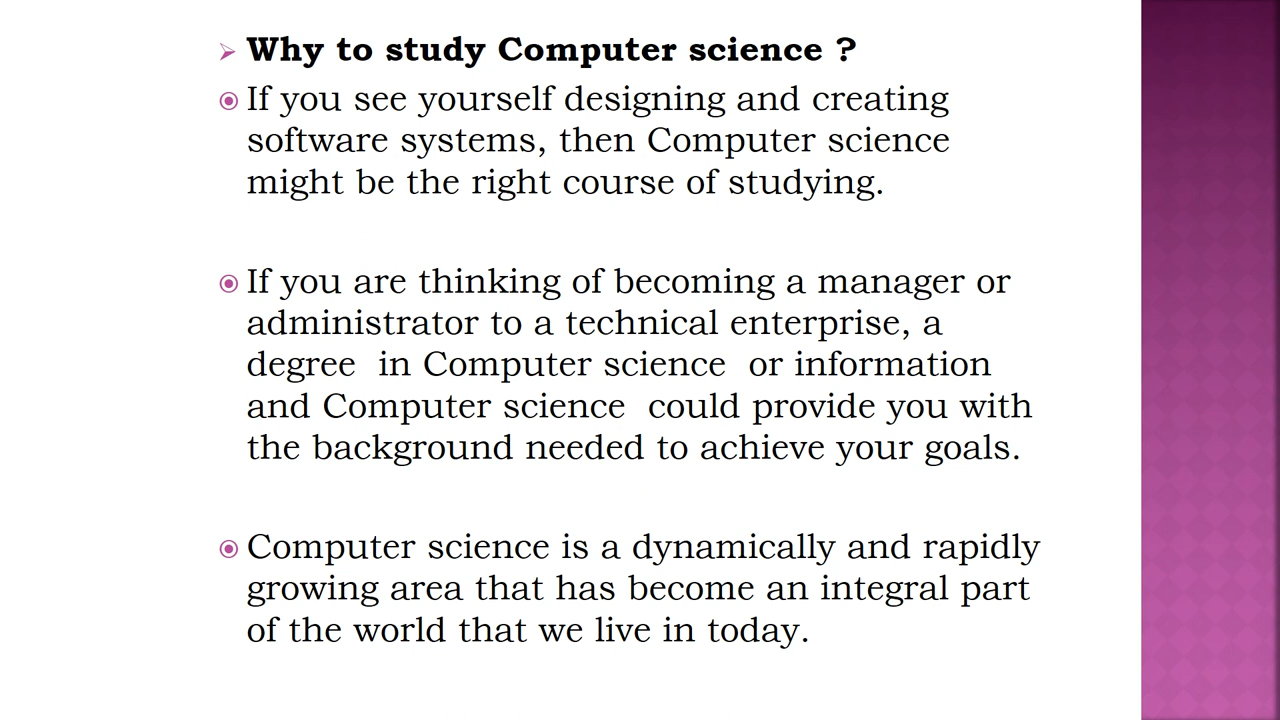 Why to study Computer science ?
If you see yourself designing and creating
software systems, then Computer science
might be the right course of studying.
If you are thinking of becoming a manager or
administrator to a technical enterprise, a
degree  in Computer science  or information
and Computer science  could provide you with
the background needed to achieve your goals.
Computer science is a dynamically and rapidly
growing area that has become an integral part
of the world that we live in today.